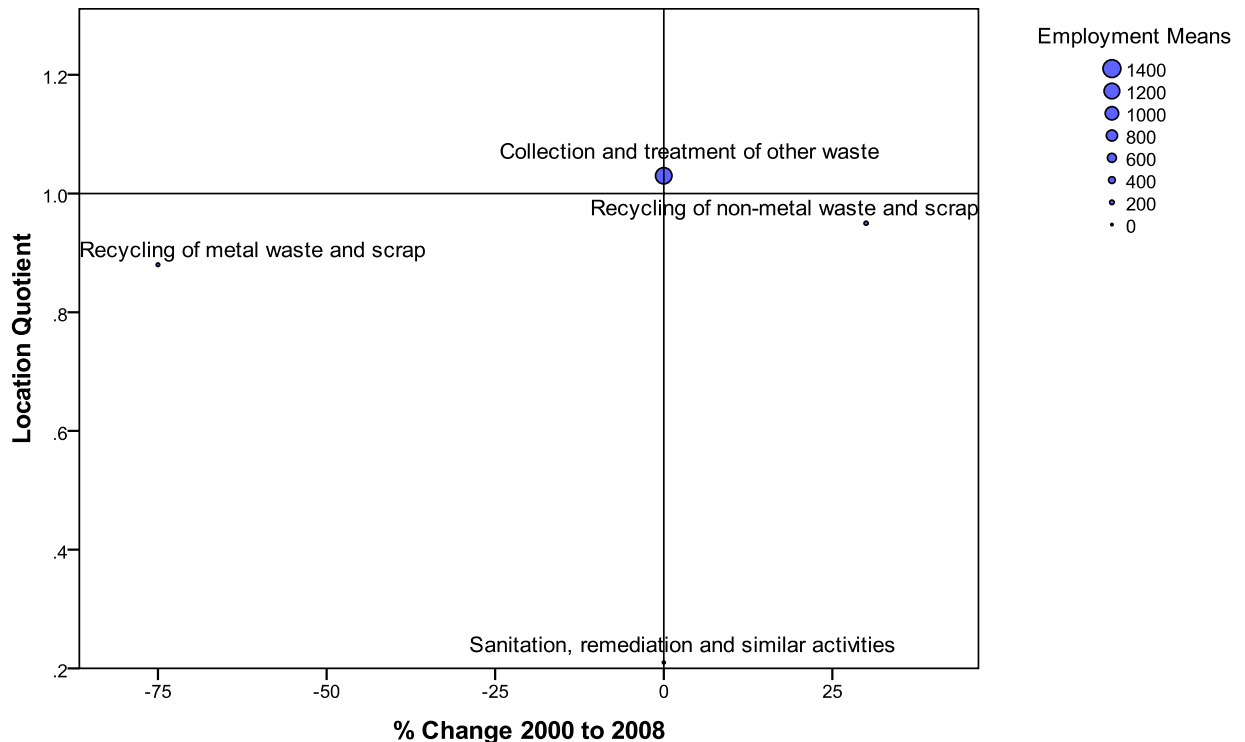 Employment Means
1400
1200
1000
800
600
400
200
0
1.2
1.0
.8
.6
.4
.2
Location Quotient
Collection and treatment of other waste
Recycling of non-metal waste and scrap
Recycling of metal waste and scrap
Sanitation, remediation and similar activities
-75
-50
-25
0
25
% Change 2000 to 2008